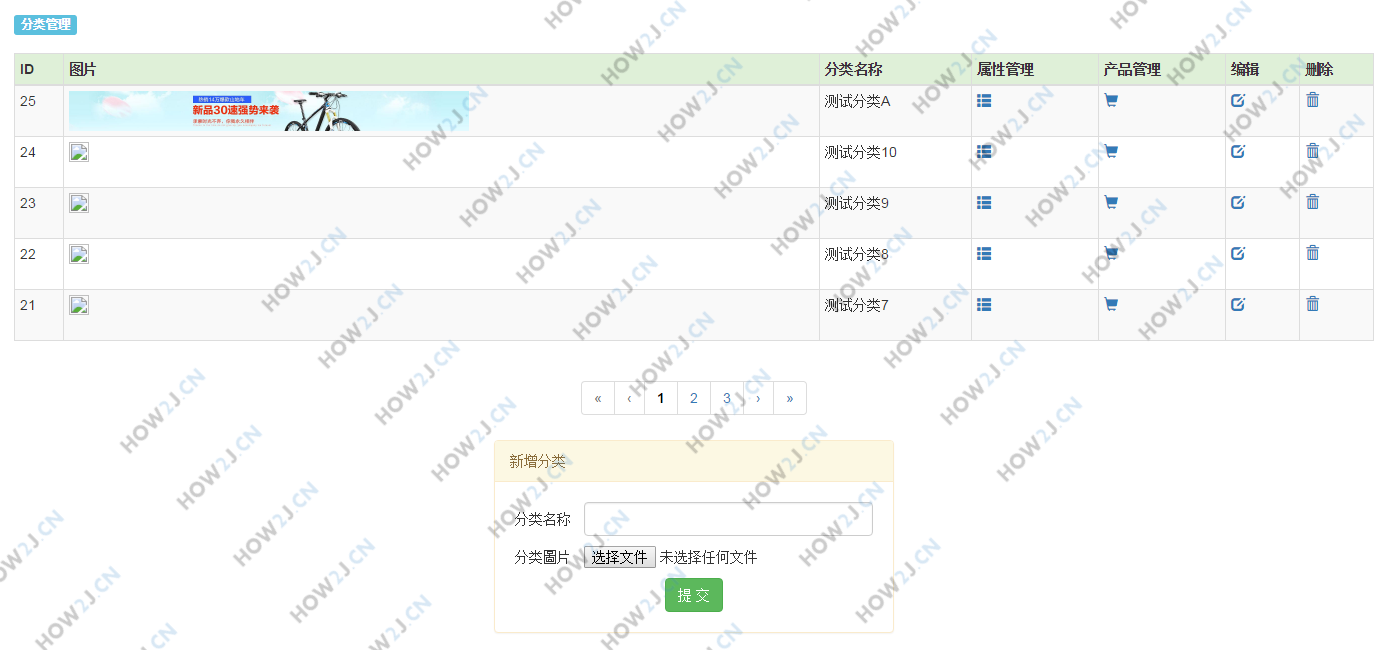 分类管理
ID 图片 分类名称 属性管理 产品管理 编辑 删除
25 新品30速强势来袭 测试分类A
24 测试分类10
23 测试分类9
22 测试分类8
21 测试分类7
« ‹ 1 2 3 › »
新增分类
分类名称
分类圖片 选择文件 未选择任何文件
提 交
HOW2J.CN